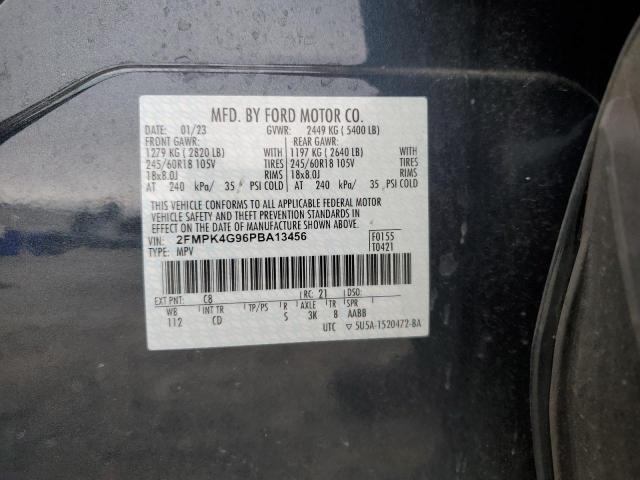 MFD. BY FORD MOTOR CO.
DATE: 01/23 GVWR: 2449 KG (5400 LB)
FRONT GAWR: REAR GAWR:
1279 KG (2820 LB) WITH 1197 KG (2640 LB) WITH
245/60R18 105V TIRES 245/60R18 105V TIRES
18x8.0J RIMS 18x8.0J RIMS
AT 240 kPa/ 35 PSI COLD AT 240 kPa/ 35 PSI COLD
THIS VEHICLE CONFORMS TO ALL APPLICABLE FEDERAL MOTOR
VEHICLE SAFETY AND THEFT PREVENTION STANDARDS IN
EFFECT ON THE DATE OF MANUFACTURE SHOWN ABOVE.
VIN: 2FMPK4G96PBA13456 F0155
TYPE: MPV T0421
EXT PNT: C8 RC: 21 DSO:
WB INT TR TP/PS R AXLE TR SPR
112 CD 5 3K 8 AABB
UTC ▽5U5A-1520472-BA